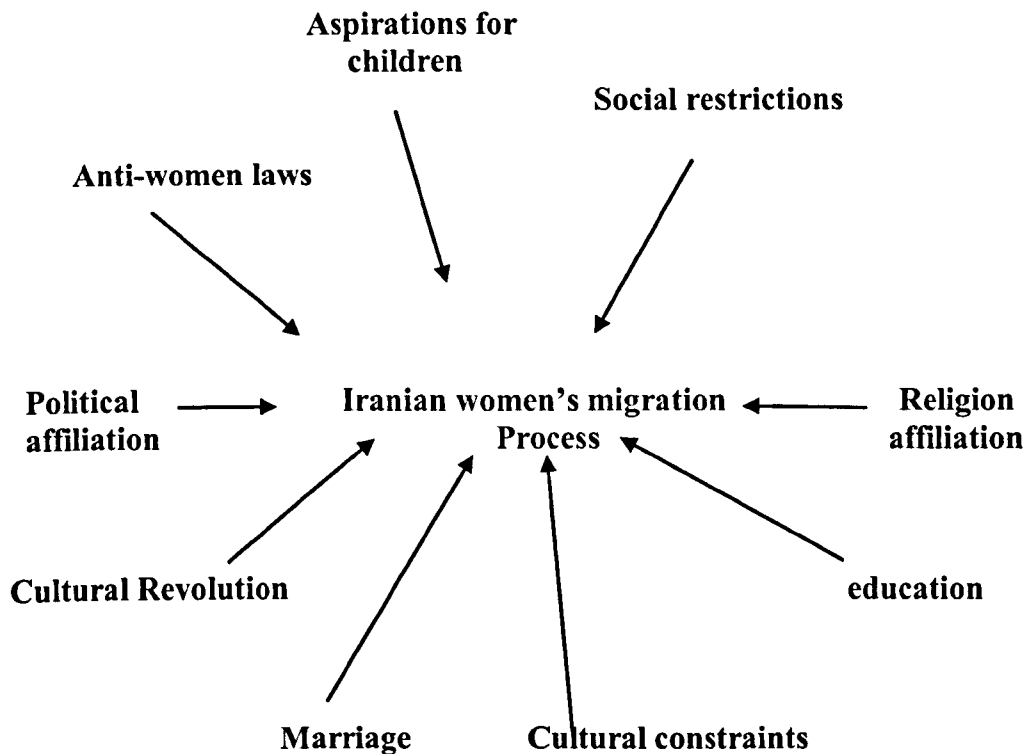 Aspirations for
children
Social restrictions
Anti-women laws
Political
affiliation
Iranian women's migration
Process
Religion
affiliation
Cultural Revolution
education
Marriage
Cultural constraints